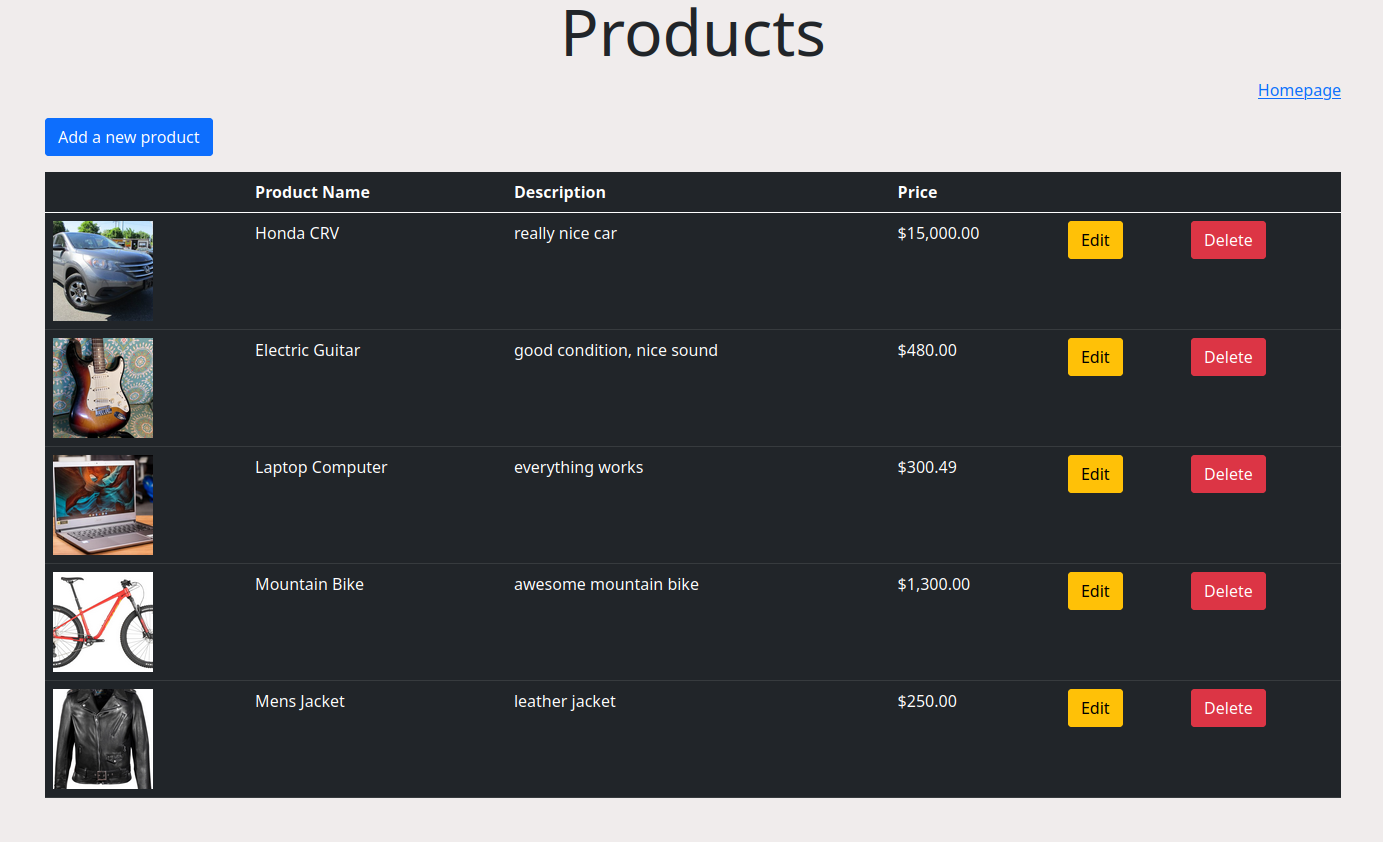 Products
Homepage
Add a new product
Product Name Description Price
Honda CRV really nice car $15,000.00 Edit Delete
Electric Guitar good condition, nice sound $480.00 Edit Delete
Laptop Computer everything works $300.49 Edit Delete
Mountain Bike awesome mountain bike $1,300.00 Edit Delete
Mens Jacket leather jacket $250.00 Edit Delete